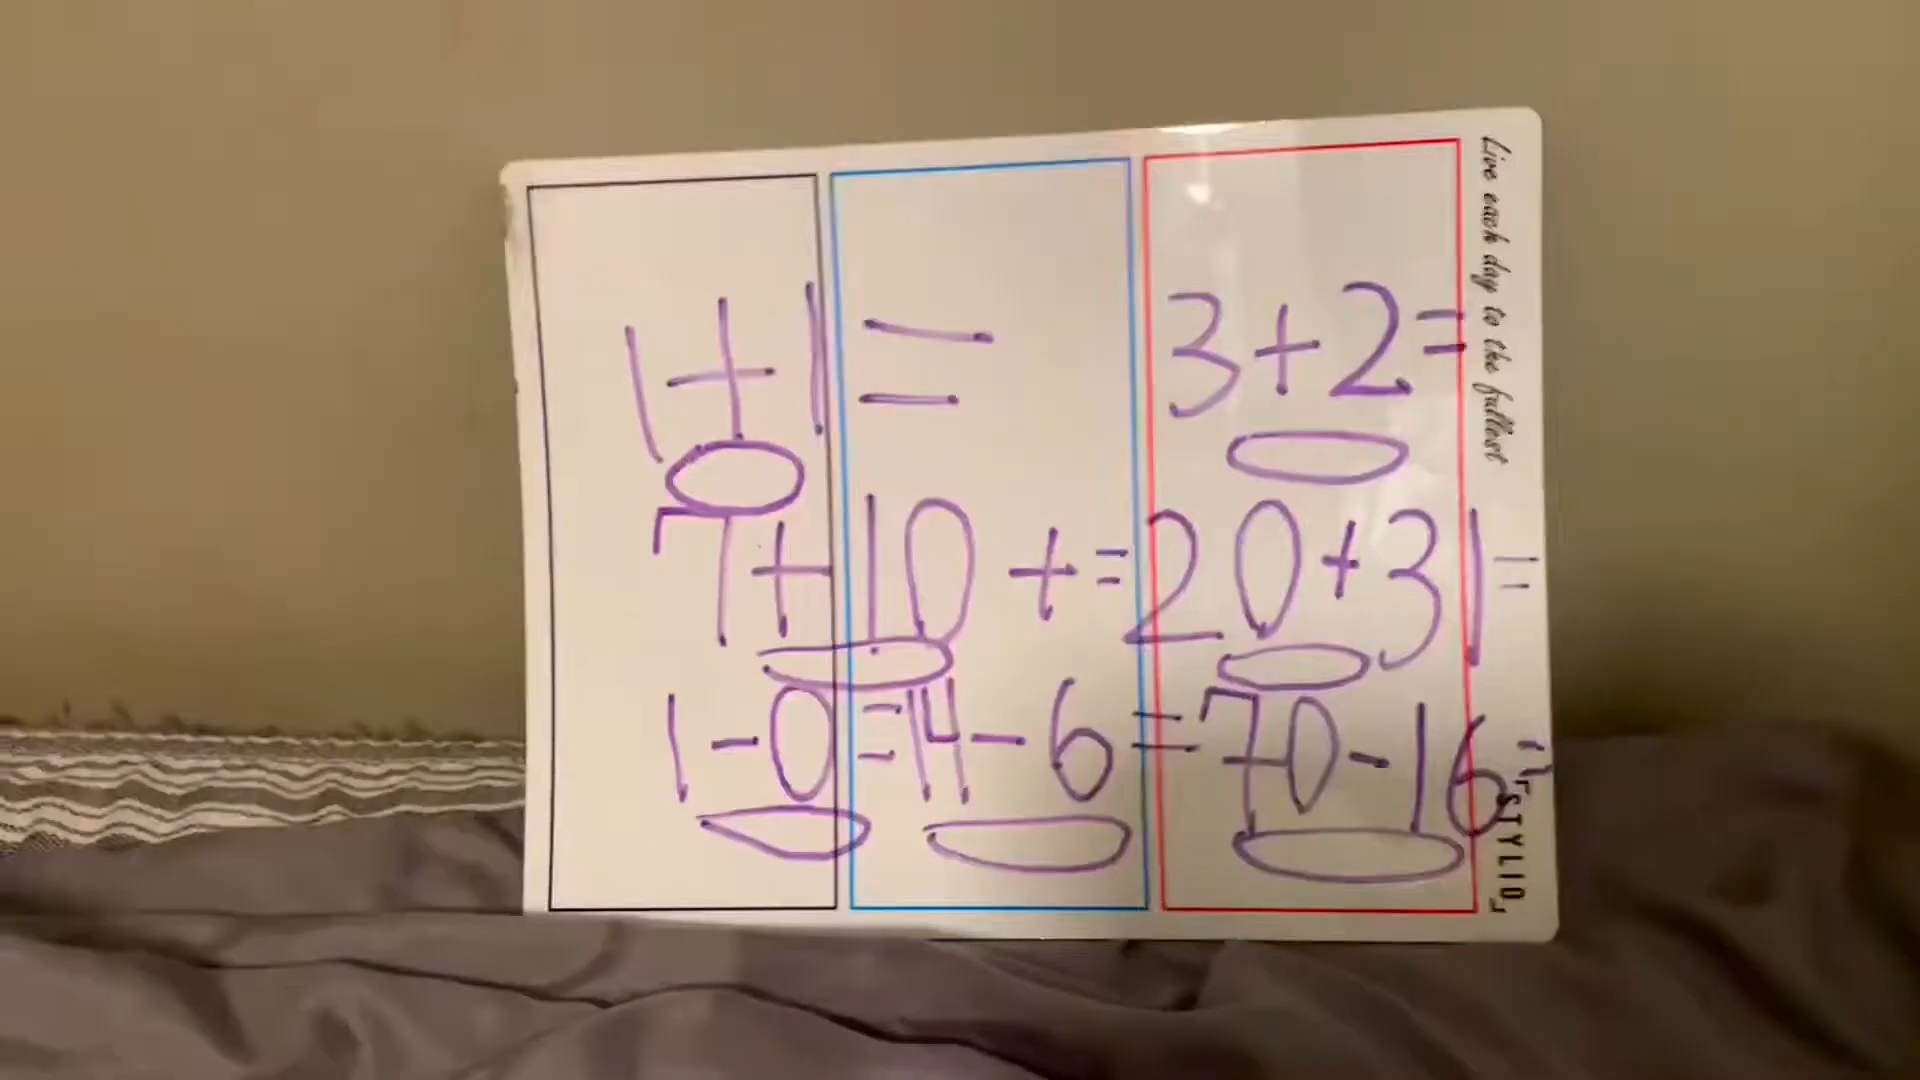 1+1= 3+2=
7+10+= 20+31=
1-0= 14-6= 70-16=
Live each day to the fullest
「STYLIO」